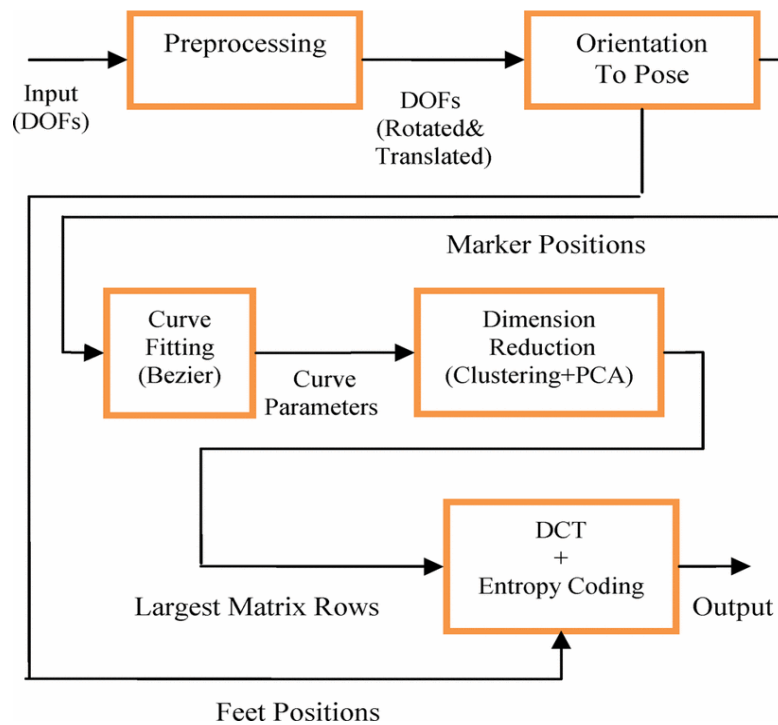 Preprocessing
Orientation
To Pose
Input
(DOFs)
DOFs
(Rotated&
Translated)
Marker Positions
Curve
Fitting
(Bezier)
Curve
Parameters
Dimension
Reduction
(Clustering+PCA)
DCT
+
Entropy Coding
Largest Matrix Rows
Output
Feet Positions